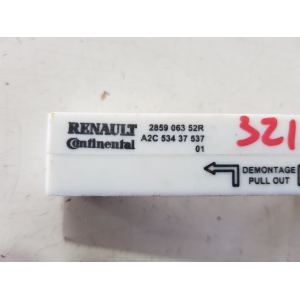 RENAULT 2859 063 52R
Continental A2C 534 37 537
01
321
DEMONTAGE
PULL OUT